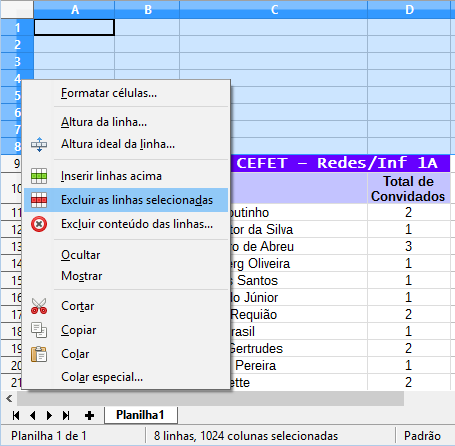 A B C D
1
2
3
4
5
6
7
8
9 CEFET – Redes/Inf 1A
10 Total de
Convidados
11 outinho 2
12 tor da Silva 1
13 o de Abreu 3
14 erg Oliveira 1
15 s Santos 1
16 lo Júnior 1
17 Requião 2
18 rasil 1
19 Gertrudes 2
20 Pereira 1
21 ette 2
Formatar células...
Altura da linha...
Altura ideal da linha...
Inserir linhas acima
Excluir as linhas selecionadas
Excluir conteúdo das linhas...
Ocultar
Mostrar
Cortar
Copiar
Colar
Colar especial...
Planilha1
Planilha 1 de 1 8 linhas, 1024 colunas selecionadas Padrão